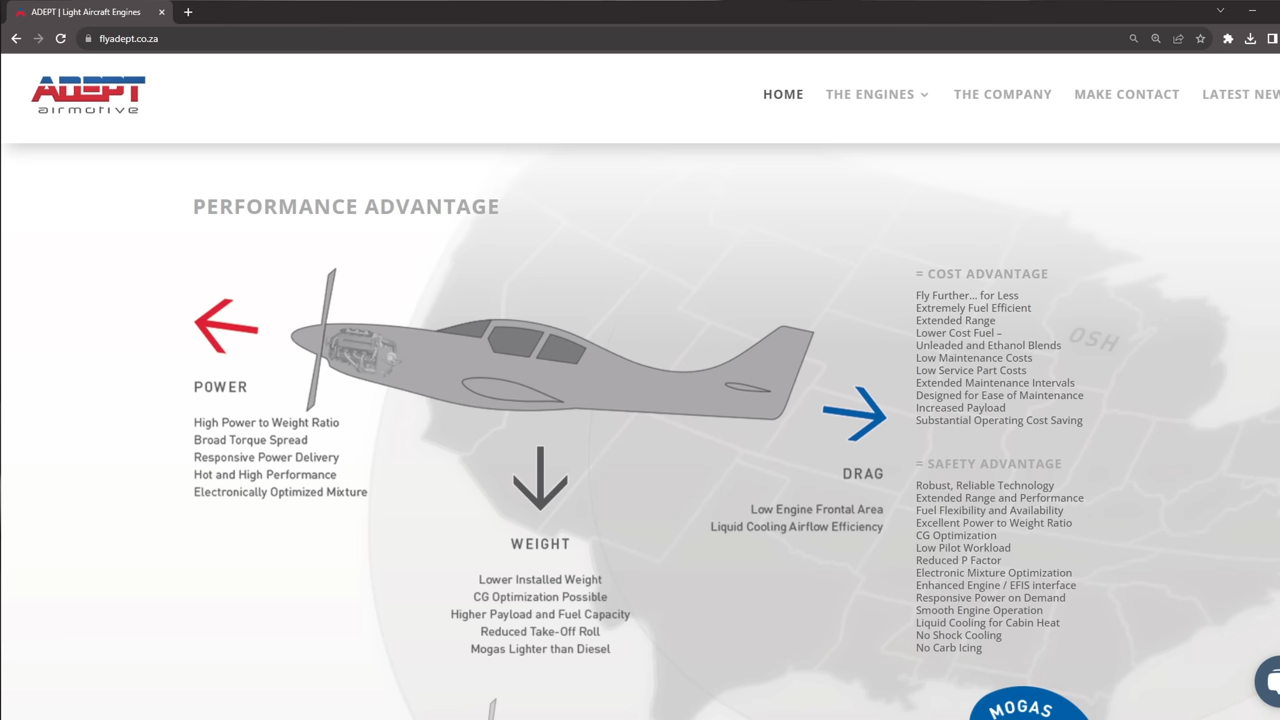 ADEPT | Light Aircraft Engines
flyadept.co.za
ADEPT
airmotive
HOME
THE ENGINES
THE COMPANY
MAKE CONTACT
LATEST NEW
PERFORMANCE ADVANTAGE
POWER
High Power to Weight Ratio
Broad Torque Spread
Responsive Power Delivery
Hot and High Performance
Electronically Optimized Mixture
WEIGHT
Lower Installed Weight
CG Optimization Possible
Higher Payload and Fuel Capacity
Reduced Take-Off Roll
Mogas Lighter than Diesel
DRAG
Low Engine Frontal Area
Liquid Cooling Airflow Efficiency
= COST ADVANTAGE
Fly Further... for Less
Extremely Fuel Efficient
Extended Range
Lower Cost Fuel –
Unleaded and Ethanol Blends
Low Maintenance Costs
Low Service Part Costs
Extended Maintenance Intervals
Designed for Ease of Maintenance
Increased Payload
Substantial Operating Cost Saving
OSH
= SAFETY ADVANTAGE
Robust, Reliable Technology
Extended Range and Performance
Fuel Flexibility and Availability
Excellent Power to Weight Ratio
CG Optimization
Low Pilot Workload
Reduced P Factor
Electronic Mixture Optimization
Enhanced Engine / EFIS interface
Responsive Power on Demand
Smooth Engine Operation
Liquid Cooling for Cabin Heat
No Shock Cooling
No Carb Icing
MOGAS